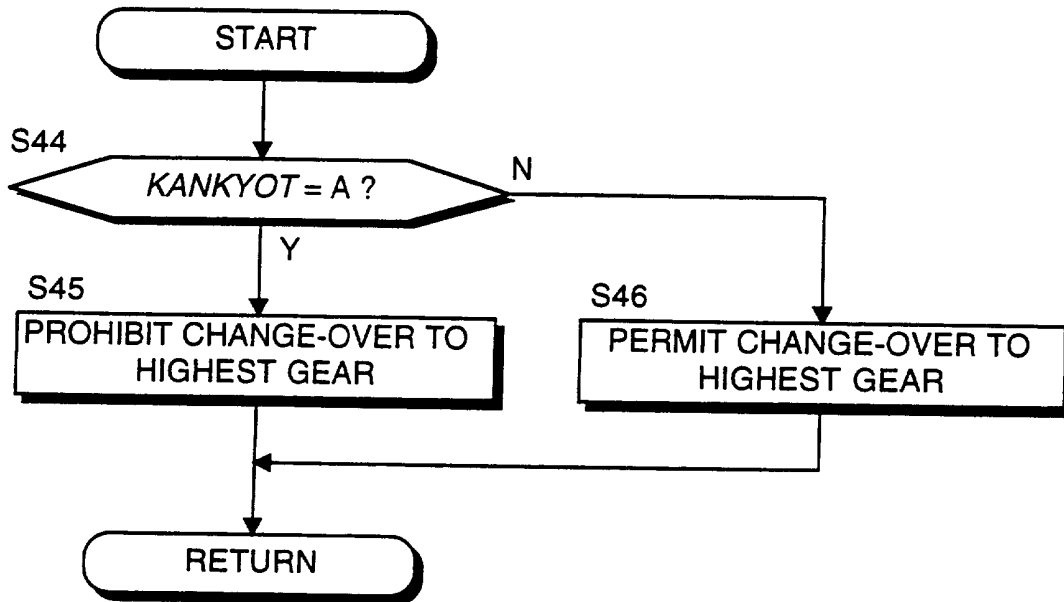 START
S44
KANKYOT = A ?
N
Y
S45
PROHIBIT CHANGE-OVER TO
HIGHEST GEAR
S46
PERMIT CHANGE-OVER TO
HIGHEST GEAR
RETURN